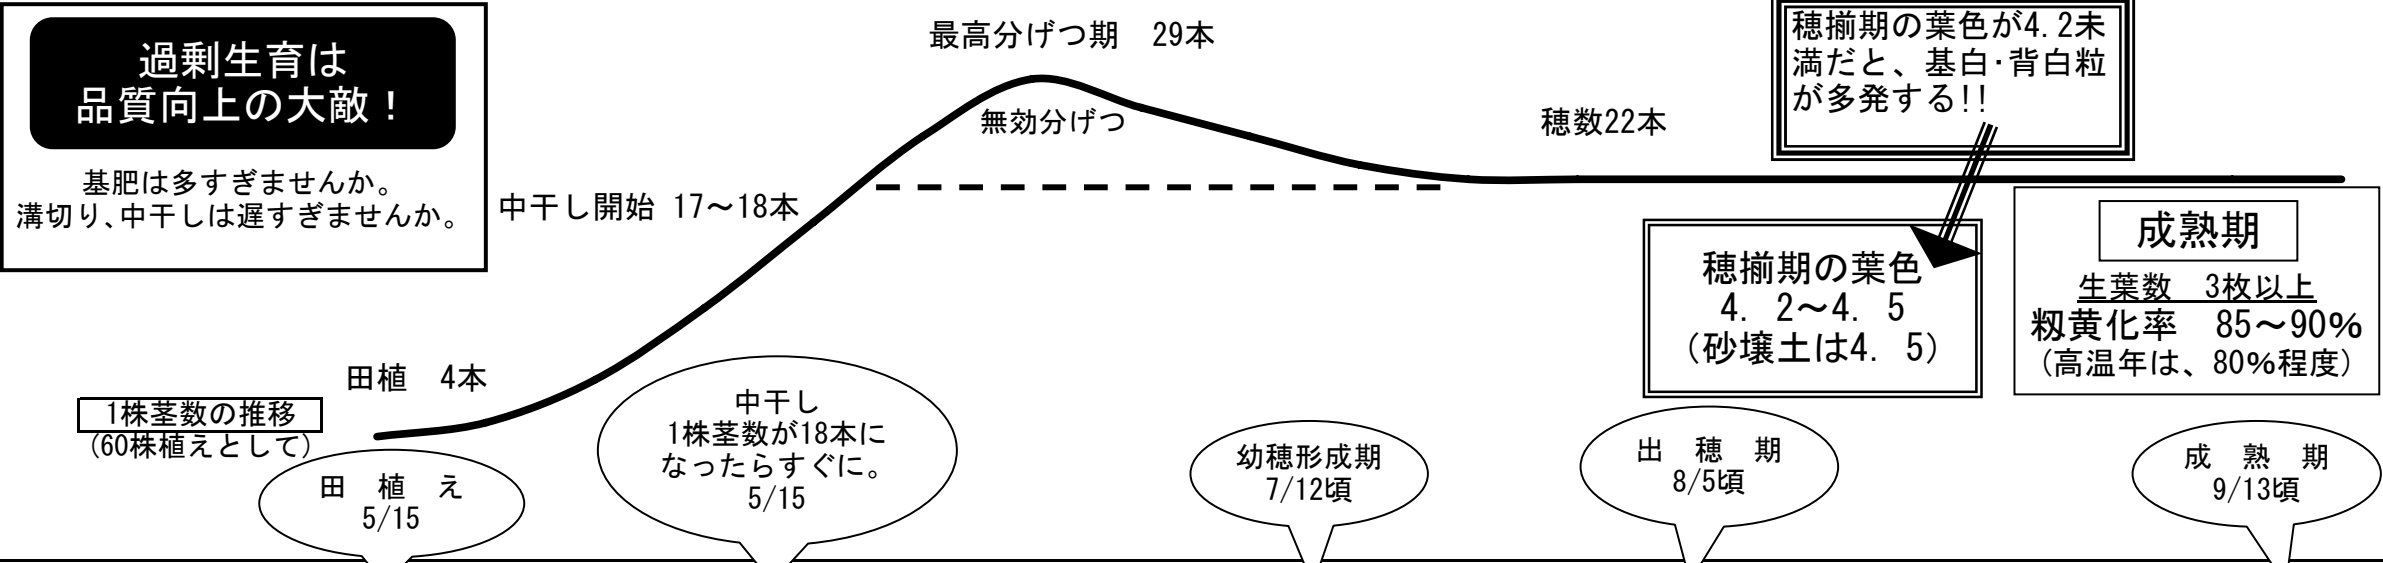 過剰生育は
品質向上の大敵！
基肥は多すぎませんか。
溝切り、中干しは遅すぎませんか。
最高分げつ期　29本
無効分げつ
中干し開始 17～18本
穂数22本
穂揃期の葉色が4.2未
満だと、基白･背白粒
が多発する!!
穂揃期の葉色
4．2～4．5
（砂壌土は4．5）
成熟期
生葉数　3枚以上
籾黄化率　85～90％
（高温年は、80％程度）
田植　4本
1株茎数の推移
（60株植えとして）
田　植　え
5/15
中干し
1株茎数が18本に
なったらすぐに。
5/15
幼穂形成期
7/12頃
出　穂　期
8/5頃
成　熟　期
9/13頃